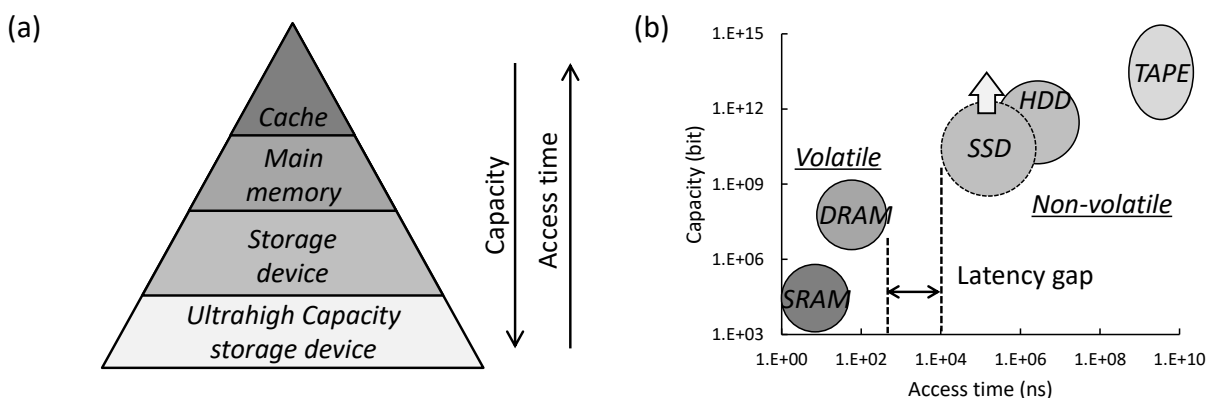 (a)
Cache
Main
memory
Storage
device
Ultrahigh Capacity
storage device
Capacity
Access time
(b)
Capacity (bit)
1.E+15
1.E+12
1.E+09
1.E+06
1.E+03
TAPE
HDD
SSD
Volatile
Non-volatile
DRAM
Latency gap
SRAM
1.E+00
1.E+02
1.E+04
1.E+06
1.E+08
1.E+10
Access time (ns)